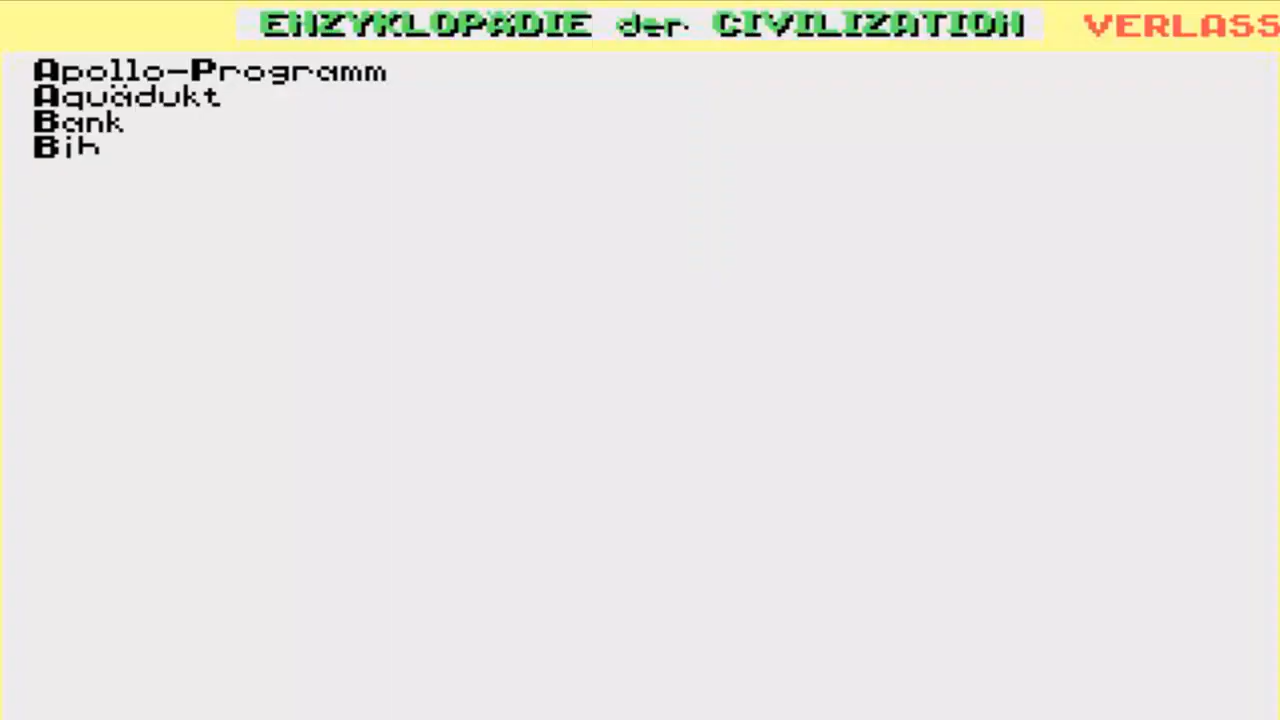 ENZYKLOPÄDIE der CIVILIZATION VERLASS
Apollo-Programm
Aquädukt
Bank